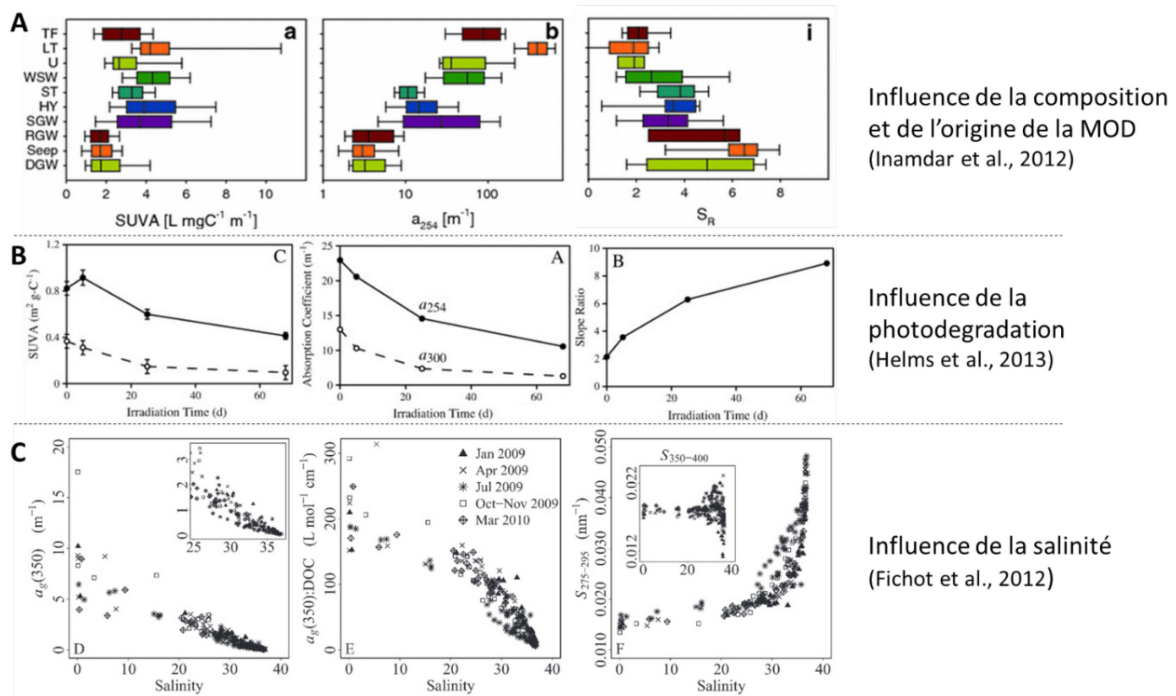 A
TF
LT
U
WSW
ST
HY
SGW
RGW
Seep
DGW
a
0 2 4 6 8 10
SUVA [L mgC⁻¹ m⁻¹]
b
10 100
a₂₅₄ [m⁻¹]
i
0 2 4 6 8
S_R
Influence de la composition
et de l'origine de la MOD
(Inamdar et al., 2012)
B
C
1.2
0.8
0.4
0
SUVA (m² g-C⁻¹)
0 20 40 60
Irradiation Time (d)
A
25
20
15
10
5
0
Absorption Coefficient (m⁻¹)
a₂₅₄
a₃₀₀
0 20 40 60
Irradiation Time (d)
B
10
8
6
4
2
0
Slope Ratio
0 20 40 60
Irradiation Time (d)
Influence de la
photodegradation
(Helms et al., 2013)
C
20
15
10
5
0
a_g(350) (m⁻¹)
3
2
1
0
25 30 35
D
0 10 20 30 40
Salinity
300
200
100
0
a_g(350):DOC (L mol⁻¹ cm⁻¹)
Jan 2009
Apr 2009
Jul 2009
Oct−Nov 2009
Mar 2010
E
0 10 20 30 40
Salinity
0.050
0.040
0.030
0.020
0.010
S₂₇₅₋₂₉₅ (nm⁻¹)
S₃₅₀₋₄₀₀
0.022
0.012
0 10 20 30 40
F
0 10 20 30 40
Salinity
Influence de la salinité
(Fichot et al., 2012)